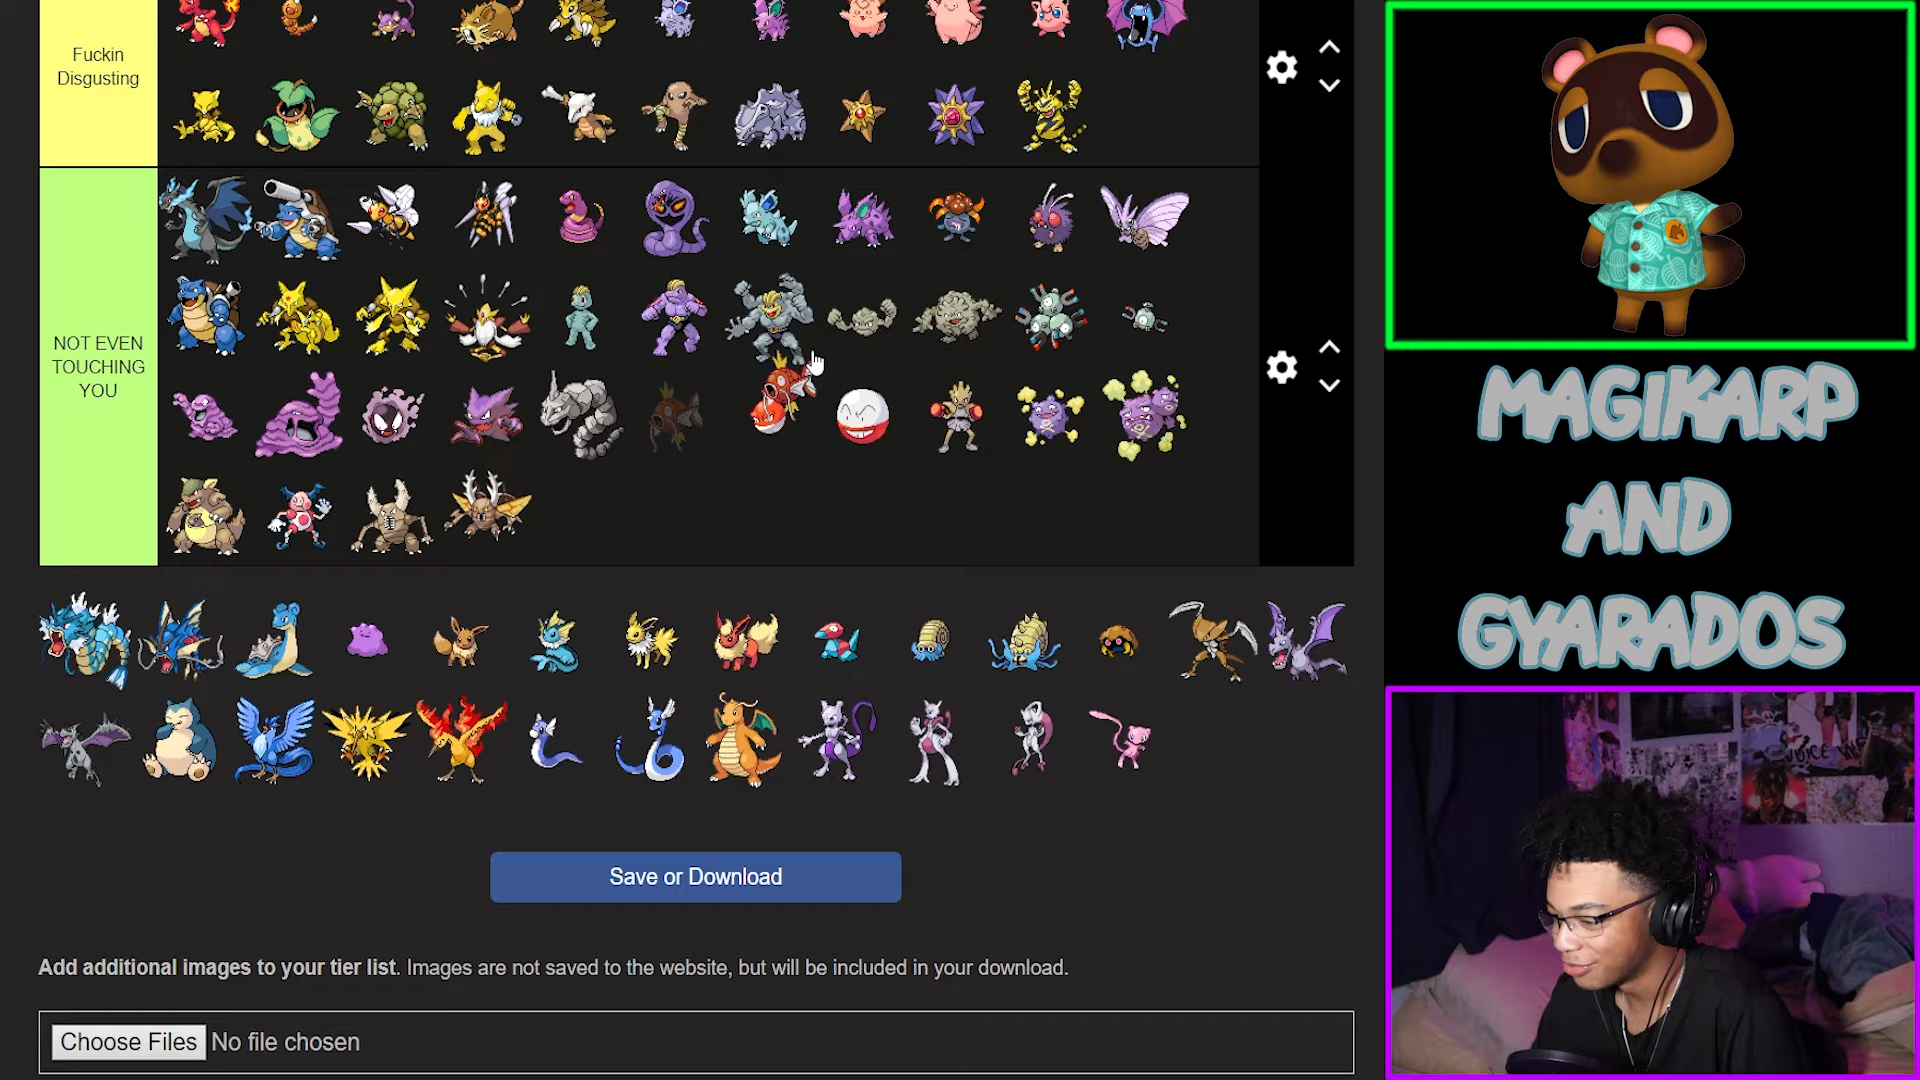 Fuckin
Disgusting
NOT EVEN
TOUCHING
YOU
MAGIKARP
AND
GYARADOS
Save or Download
Add additional images to your tier list. Images are not saved to the website, but will be included in your download.
Choose Files No file chosen